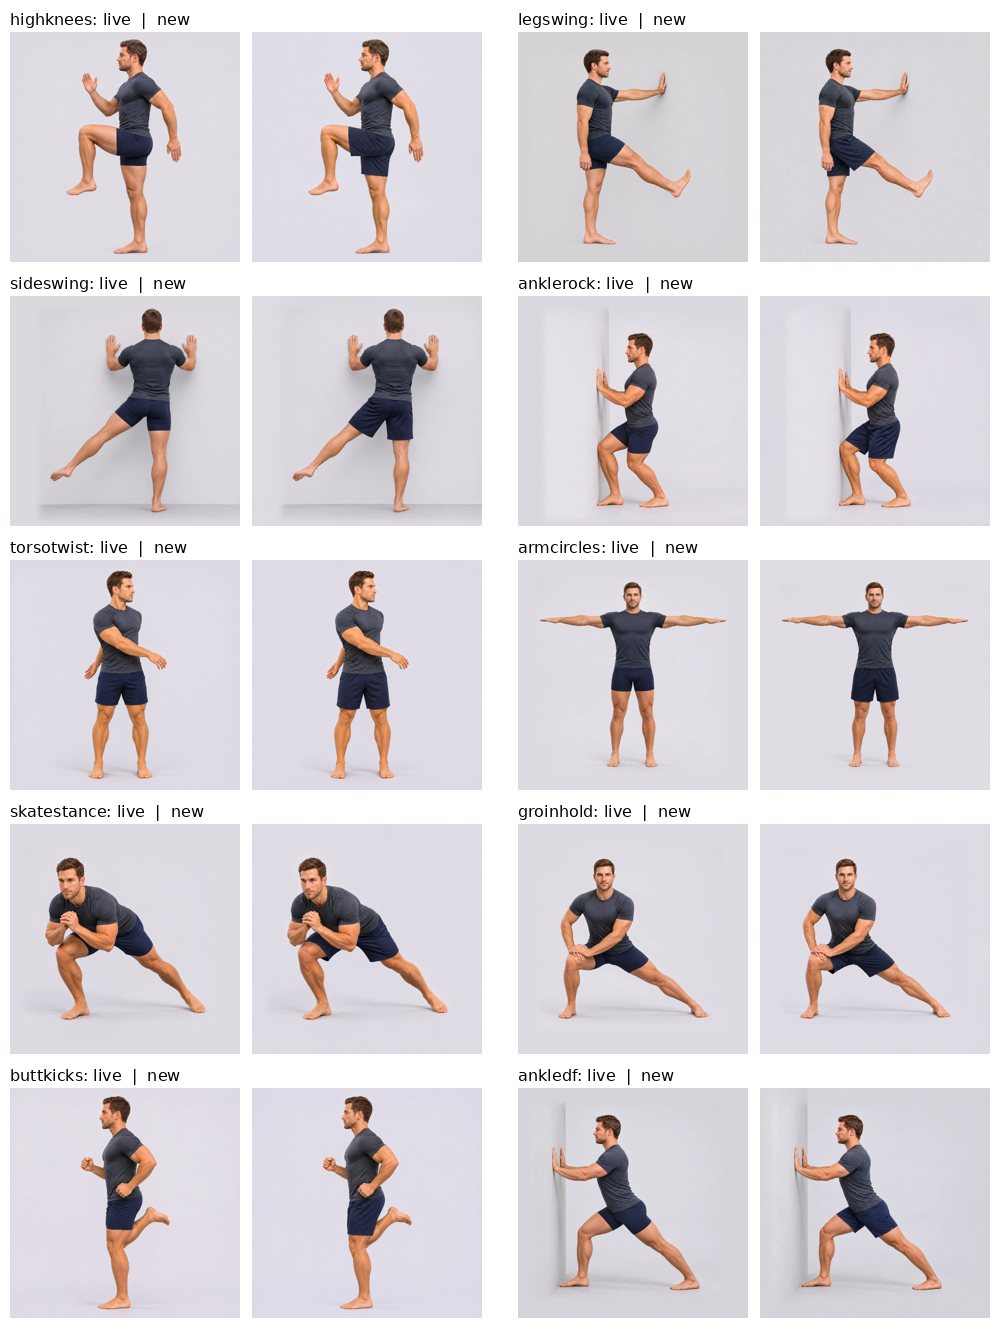 highknees: live | new
legswing: live | new
sideswing: live | new
anklerock: live | new
torsotwist: live | new
armcircles: live | new
skatestance: live | new
groinhold: live | new
buttkicks: live | new
ankledf: live | new